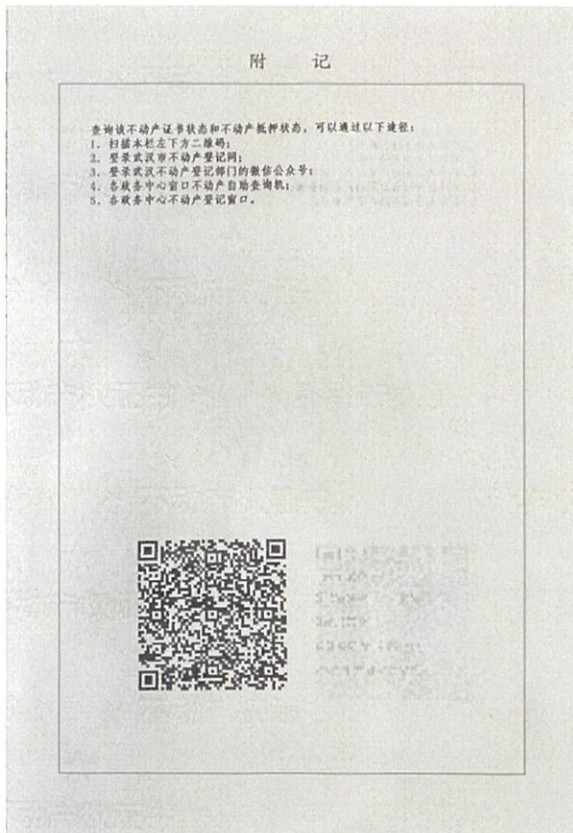 附 记
查询该不动产证书状态和不动产抵押状态，可以通过以下途径：
1、扫描本栏左下方二维码；
2、登录武汉市不动产登记网；
3、登录武汉不动产登记部门的微信公众号；
4、各政务中心窗口不动产自助查询机；
5、各政务中心不动产登记窗口。